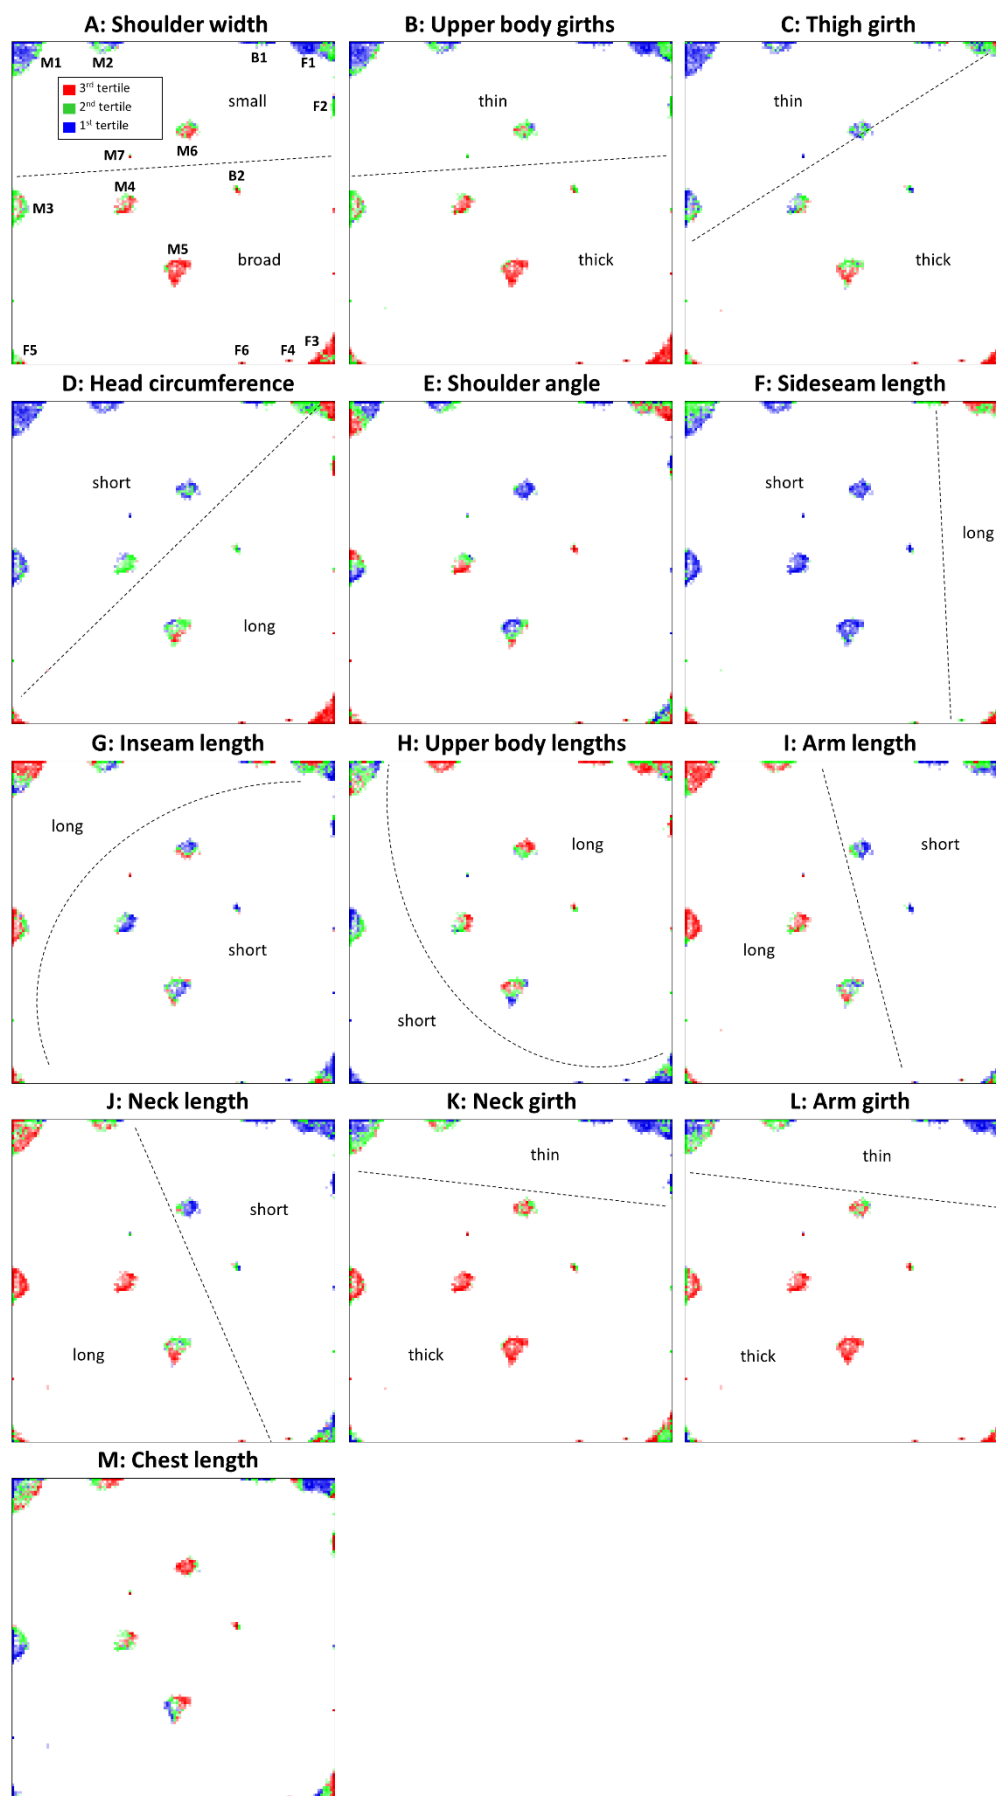 A: Shoulder width
B: Upper body girths
C: Thigh girth
M1 M2 B1 F1
3rd tertile
2nd tertile
1st tertile
small
F2
M7 M6
M4 B2
M3
M5
broad
F5 F6 F4 F3
thin
thick
thin
thick
D: Head circumference
E: Shoulder angle
F: Sideseam length
short
long
short
long
G: Inseam length
H: Upper body lengths
I: Arm length
long
short
long
short
short
long
J: Neck length
K: Neck girth
L: Arm girth
short
long
thin
thick
thin
thick
M: Chest length